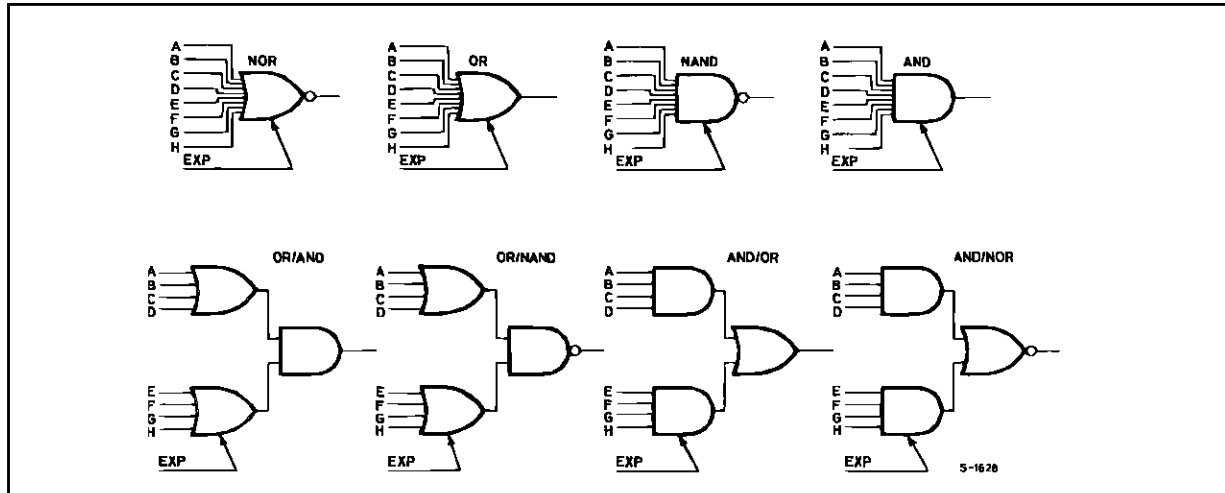 A B C D E F G H EXP NOR
A B C D E F G H EXP OR
A B C D E F G H EXP NAND
A B C D E F G H EXP AND
A B C D E F G H EXP OR/AND
A B C D E F G H EXP OR/NAND
A B C D E F G H EXP AND/OR
A B C D E F G H EXP AND/NOR
S-1628